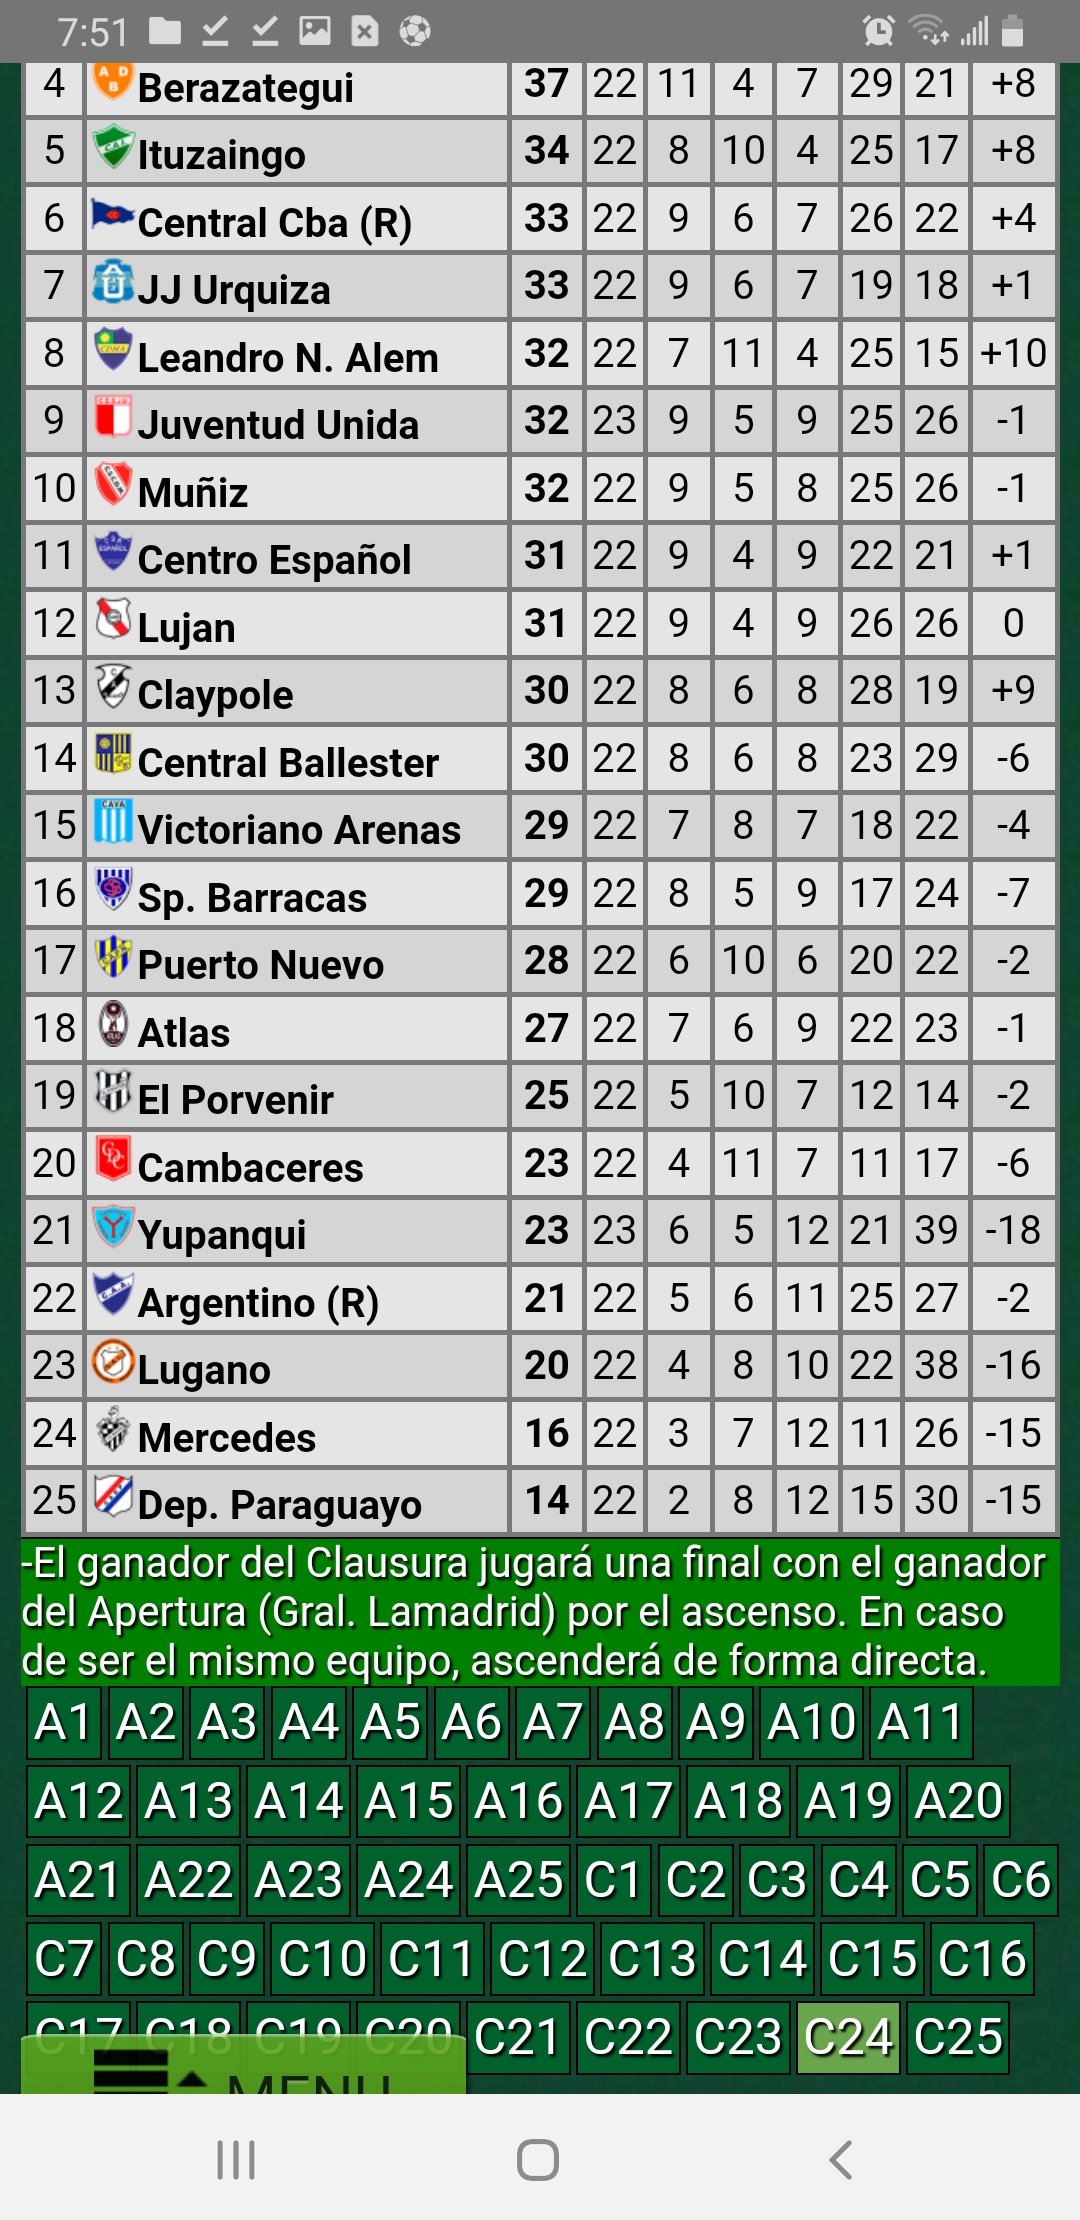 7:51
4 Berazategui 37 22 11 4 7 29 21 +8
5 Ituzaingo 34 22 8 10 4 25 17 +8
6 Central Cba (R) 33 22 9 6 7 26 22 +4
7 JJ Urquiza 33 22 9 6 7 19 18 +1
8 Leandro N. Alem 32 22 7 11 4 25 15 +10
9 Juventud Unida 32 23 9 5 9 25 26 -1
10 Muñiz 32 22 9 5 8 25 26 -1
11 Centro Español 31 22 9 4 9 22 21 +1
12 Lujan 31 22 9 4 9 26 26 0
13 Claypole 30 22 8 6 8 28 19 +9
14 Central Ballester 30 22 8 6 8 23 29 -6
15 Victoriano Arenas 29 22 7 8 7 18 22 -4
16 Sp. Barracas 29 22 8 5 9 17 24 -7
17 Puerto Nuevo 28 22 6 10 6 20 22 -2
18 Atlas 27 22 7 6 9 22 23 -1
19 El Porvenir 25 22 5 10 7 12 14 -2
20 Cambaceres 23 22 4 11 7 11 17 -6
21 Yupanqui 23 23 6 5 12 21 39 -18
22 Argentino (R) 21 22 5 6 11 25 27 -2
23 Lugano 20 22 4 8 10 22 38 -16
24 Mercedes 16 22 3 7 12 11 26 -15
25 Dep. Paraguayo 14 22 2 8 12 15 30 -15
-El ganador del Clausura jugará una final con el ganador
del Apertura (Gral. Lamadrid) por el ascenso. En caso
de ser el mismo equipo, ascenderá de forma directa.
A1 A2 A3 A4 A5 A6 A7 A8 A9 A10 A11
A12 A13 A14 A15 A16 A17 A18 A19 A20
A21 A22 A23 A24 A25 C1 C2 C3 C4 C5 C6
C7 C8 C9 C10 C11 C12 C13 C14 C15 C16
C17 C18 C19 C20 C21 C22 C23 C24 C25
MENU